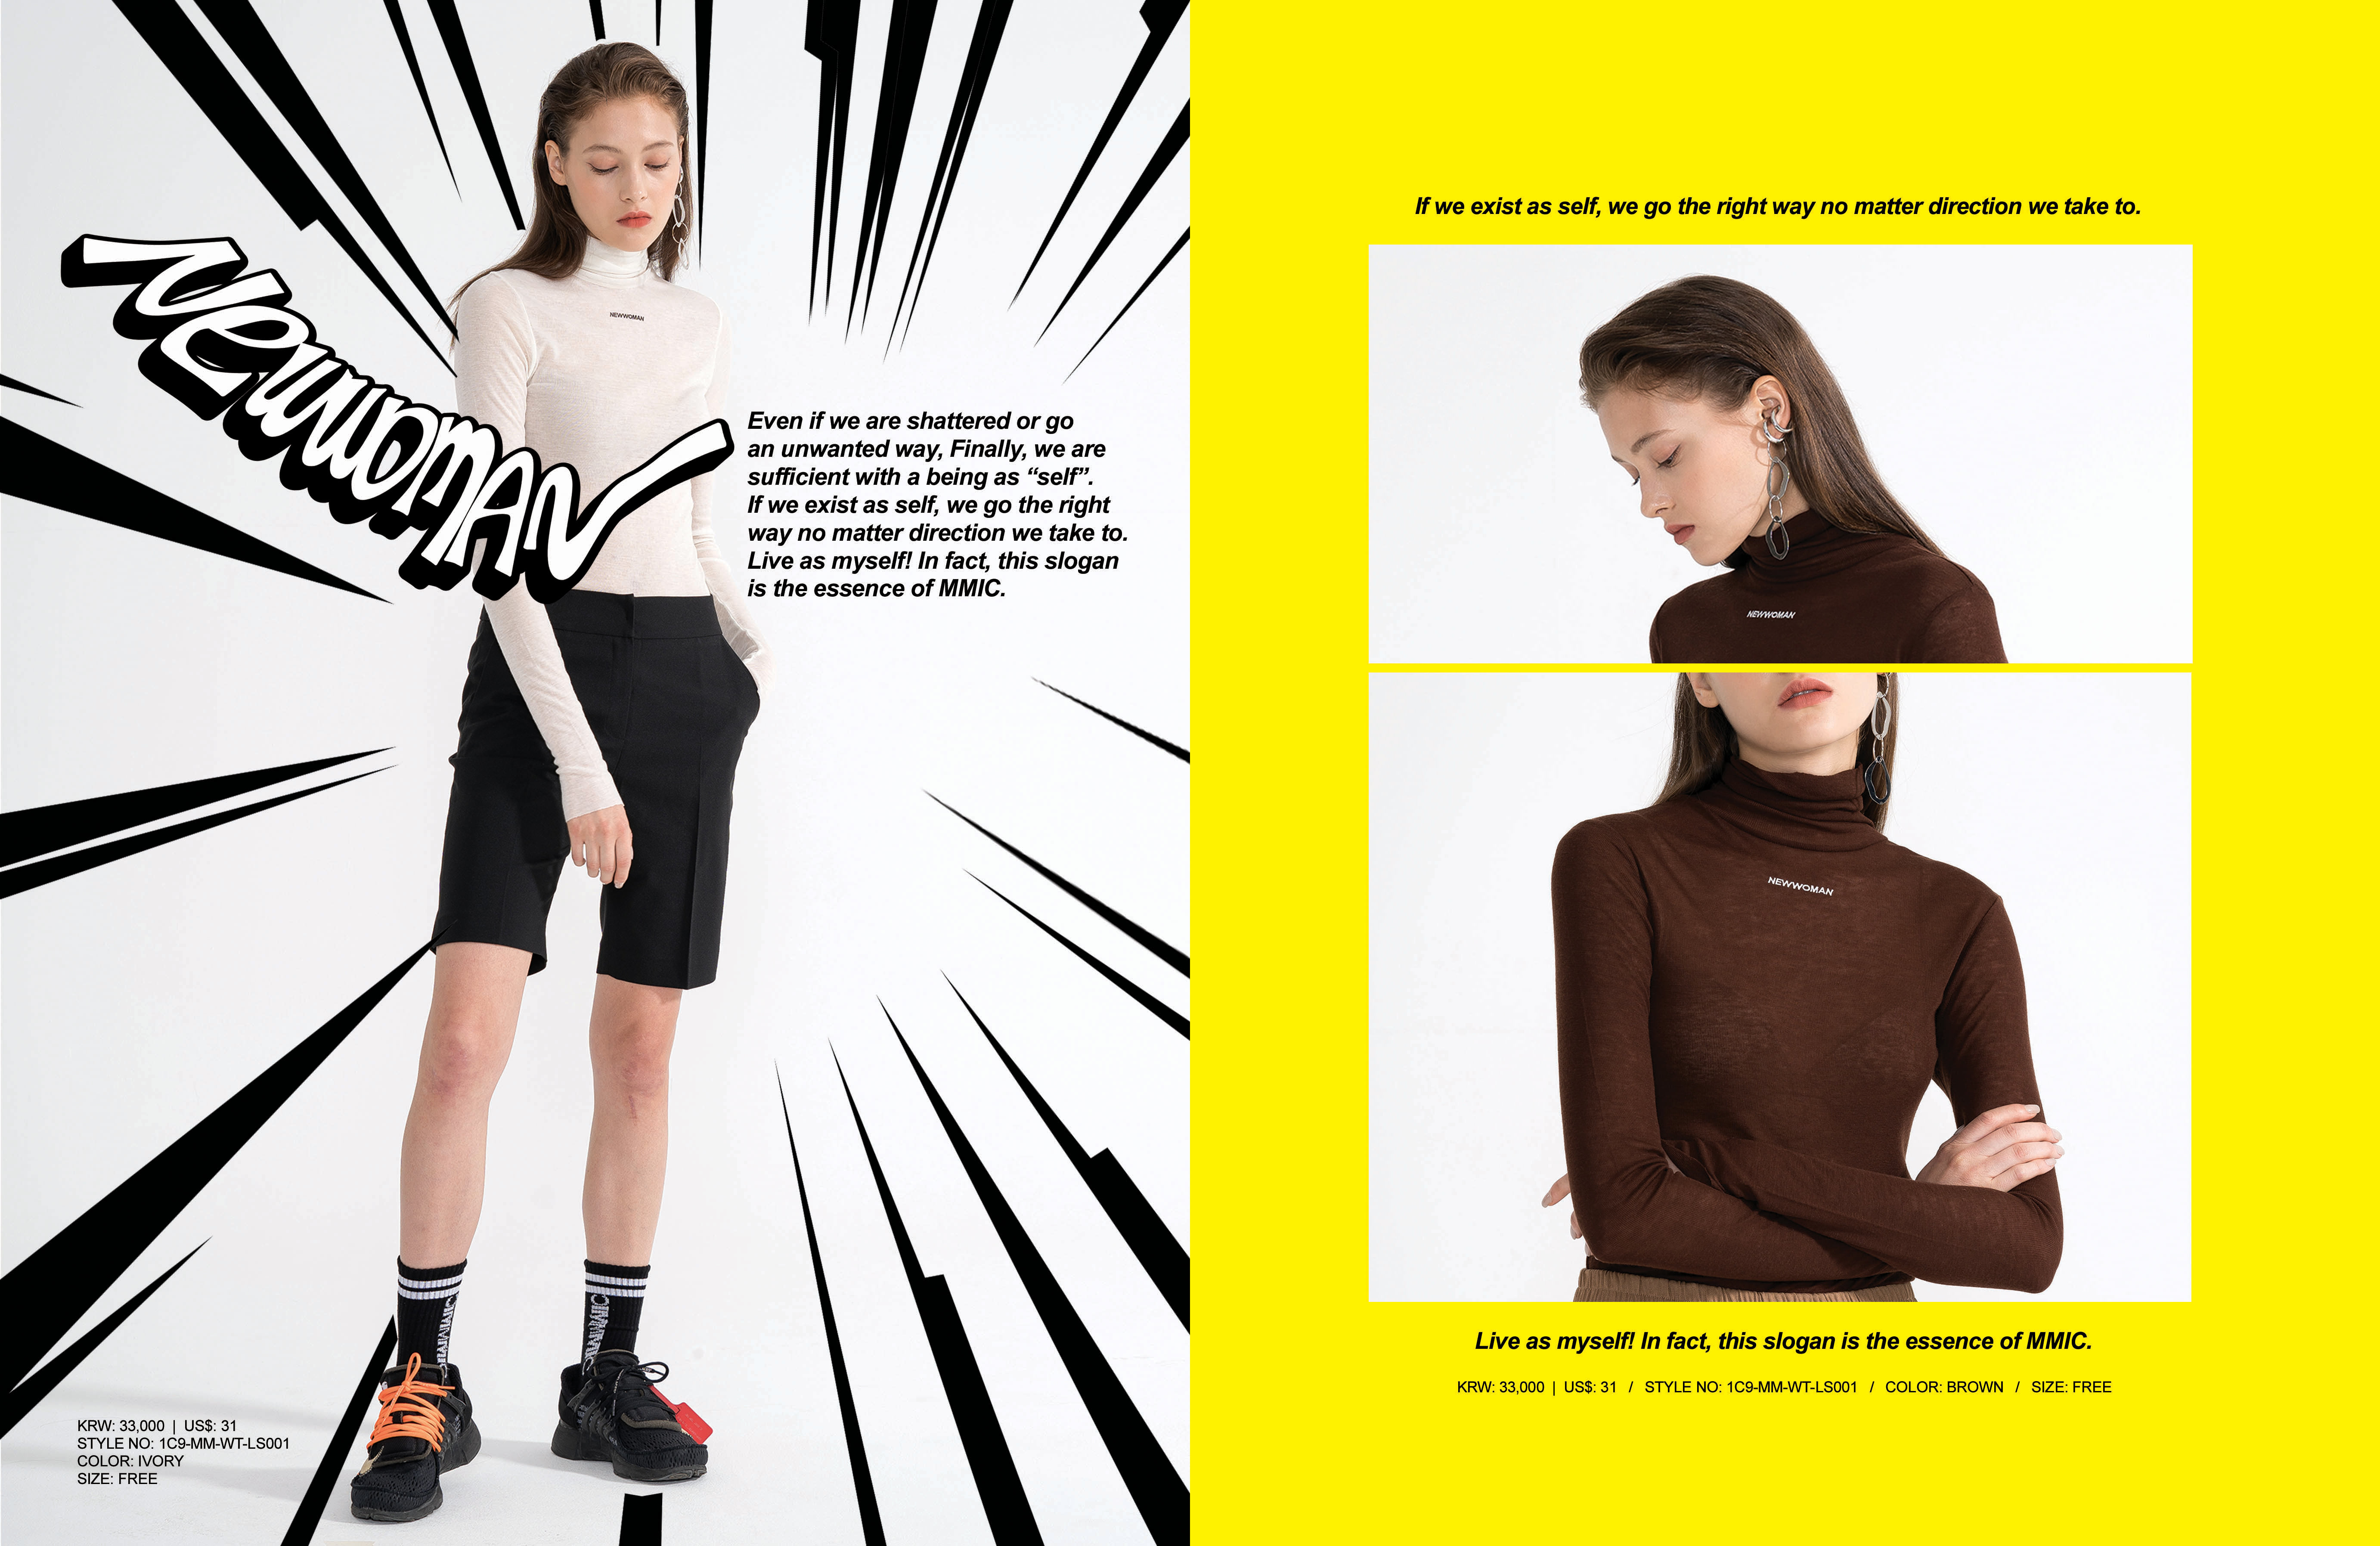 NEWWOMAN
NEWWOMAN
Even if we are shattered or go
an unwanted way, Finally, we are
sufficient with a being as “self”.
If we exist as self, we go the right
way no matter direction we take to.
Live as myself! In fact, this slogan
is the essence of MMIC.
MMIC
MMIC
KRW: 33,000 | US$: 31
STYLE NO: 1C9-MM-WT-LS001
COLOR: IVORY
SIZE: FREE
If we exist as self, we go the right way no matter direction we take to.
NEWWOMAN
NEWWOMAN
Live as myself! In fact, this slogan is the essence of MMIC.
KRW: 33,000 | US$: 31 / STYLE NO: 1C9-MM-WT-LS001 / COLOR: BROWN / SIZE: FREE